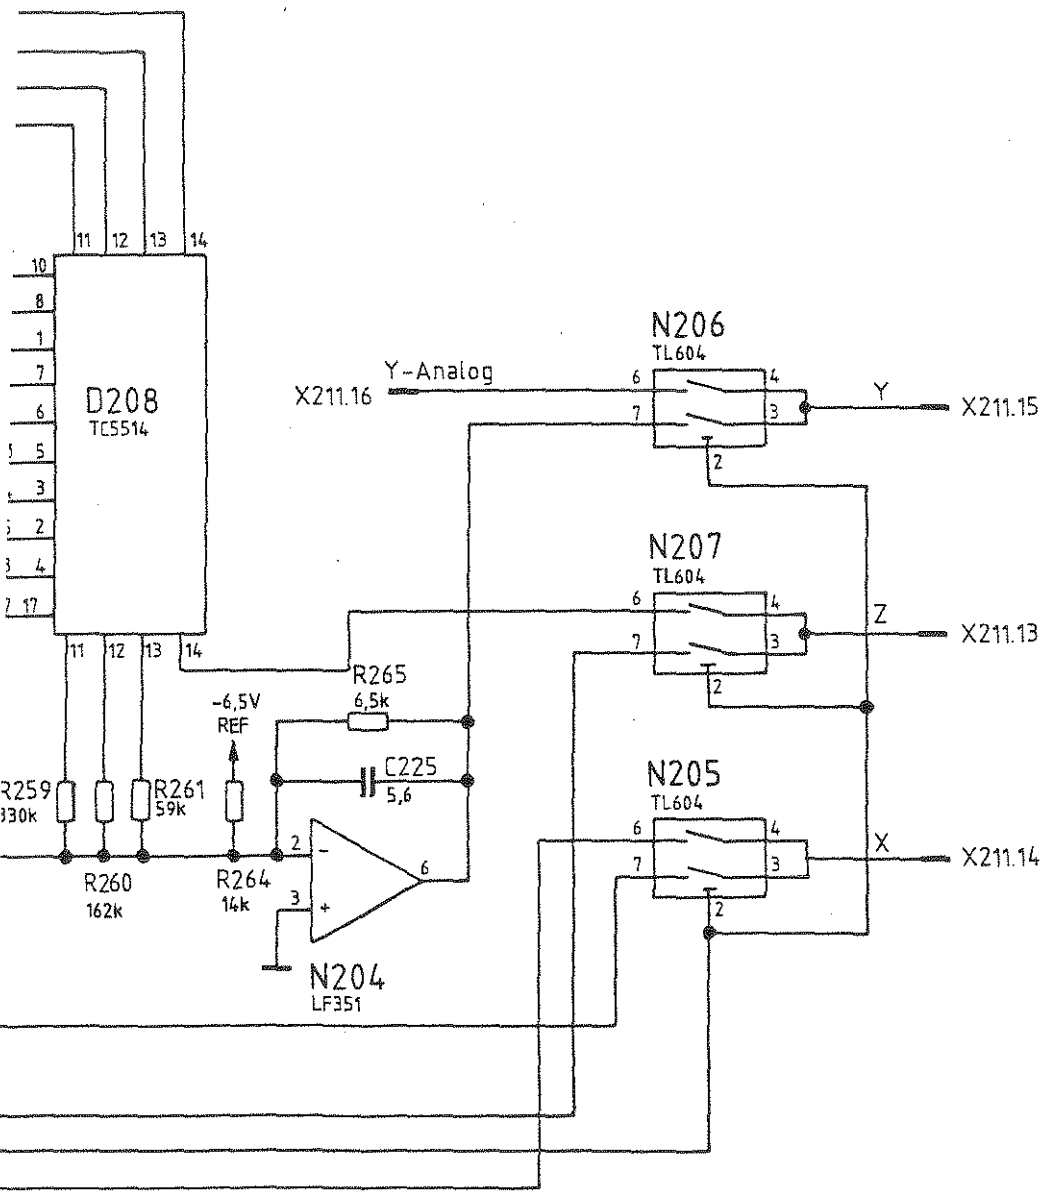 11 12 13 14
10
8
1
7
6
5
3
2
4
17
D208
TC5514
11 12 13 14
N206
TL604
Y-Analog
X211.16
6 4
7 3
2
Y
X211.15
N207
TL604
6 4
7 3
2
Z
X211.13
R265
6,5k
-6,5V
REF
C225
5,6
R259
330k
R261
59k
R260
162k
R264
14k
2 −
3 +
6
N204
LF351
N205
TL604
6 4
7 3
2
X
X211.14